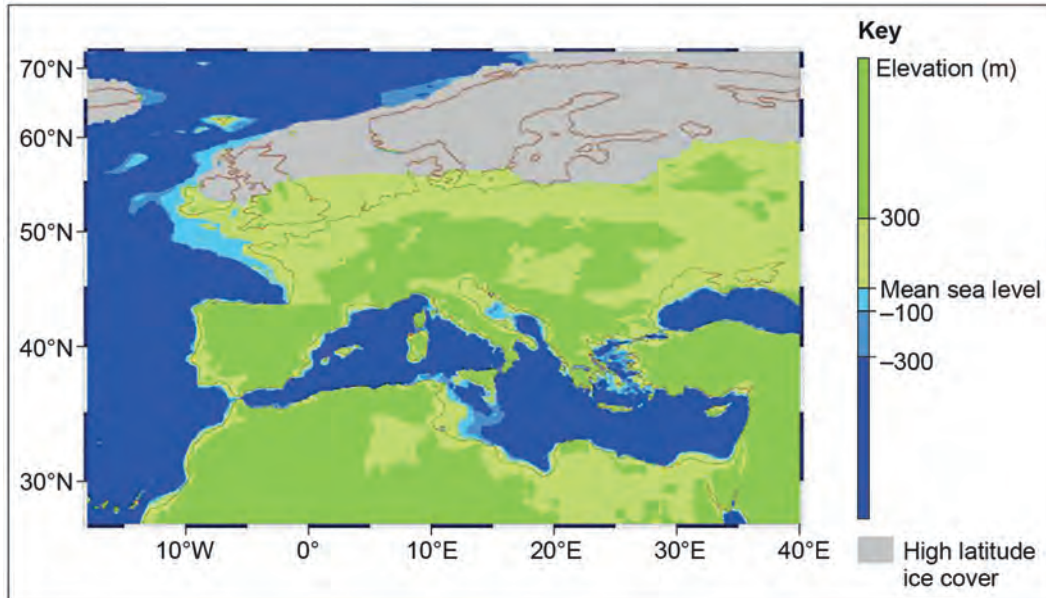 70°N
60°N
50°N
40°N
30°N
10°W
0°
10°E
20°E
30°E
40°E
Key
Elevation (m)
300
Mean sea level
–100
–300
High latitude
ice cover